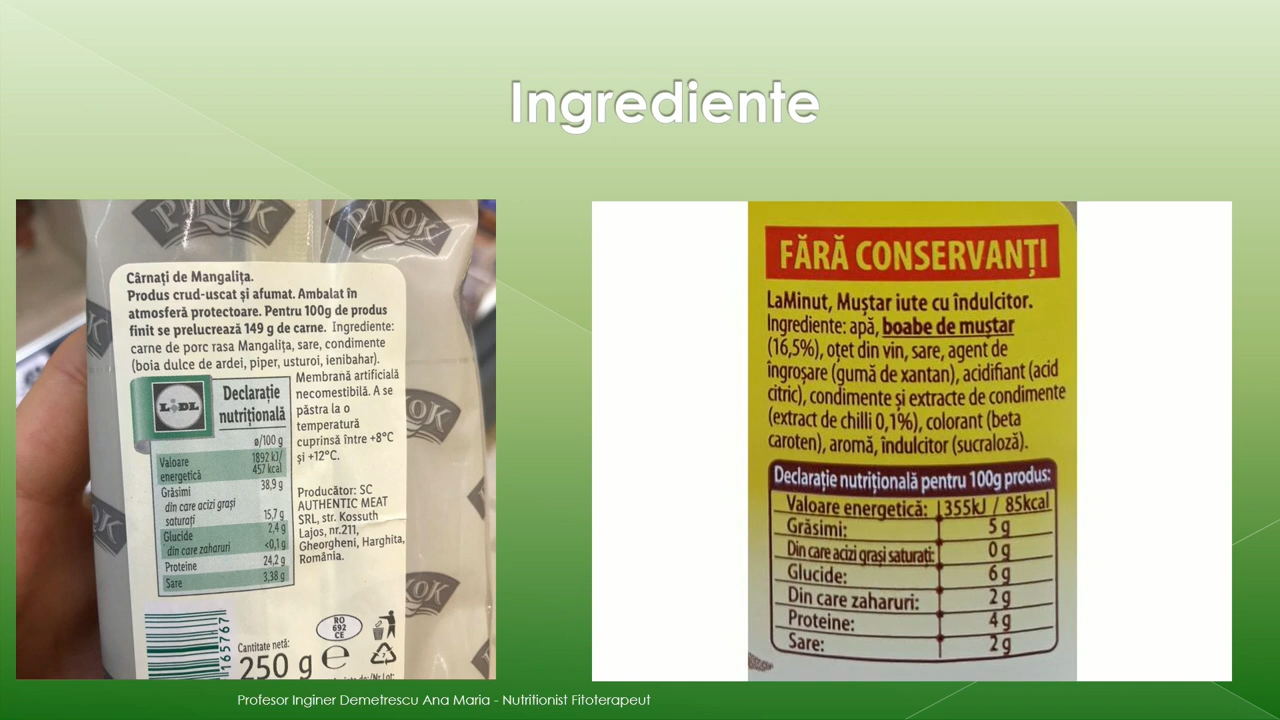 Ingrediente
PIKOK
PIKOK
Cârnați de Mangalița.
Produs crud-uscat și afumat. Ambalat în
atmosferă protectoare. Pentru 100g de produs
finit se prelucrează 149 g de carne. Ingrediente:
carne de porc rasa Mangalița, sare, condimente
(boia dulce de ardei, piper, usturoi, ienibahar).
Membrană artificială
necomestibilă. A se
păstra la o
temperatură
cuprinsă între +8°C
și +12°C.
LIDL
Declarație
nutrițională
ø/100 g
Valoare energetică 1892 kJ/ 457 kcal
Grăsimi 38,9 g
din care acizi grași
saturați 15,7 g
Glucide 2,4 g
din care zaharuri <0,1 g
Proteine 24,2 g
Sare 3,38 g
Producător: SC
AUTHENTIC MEAT
SRL, str. Kossuth
Lajos, nr.211,
Gheorgheni, Harghita,
România.
165767
RO
692
CE
Cantitate netă:
250 g e
FĂRĂ CONSERVANȚI
LaMinut, Muștar iute cu îndulcitor.
Ingrediente: apă, boabe de muștar
(16,5%), oțet din vin, sare, agent de
îngroșare (gumă de xantan), acidifiant (acid
citric), condimente și extracte de condimente
(extract de chilli 0,1%), colorant (beta
caroten), aromă, îndulcitor (sucraloză).
Declarație nutrițională pentru 100g produs:
Valoare energetică: 355kJ / 85kcal
Grăsimi: 5 g
Din care acizi grași saturați: 0 g
Glucide: 6 g
Din care zaharuri: 2 g
Proteine: 4 g
Sare: 2 g
Profesor Inginer Demetrescu Ana Maria - Nutritionist Fitoterapeut